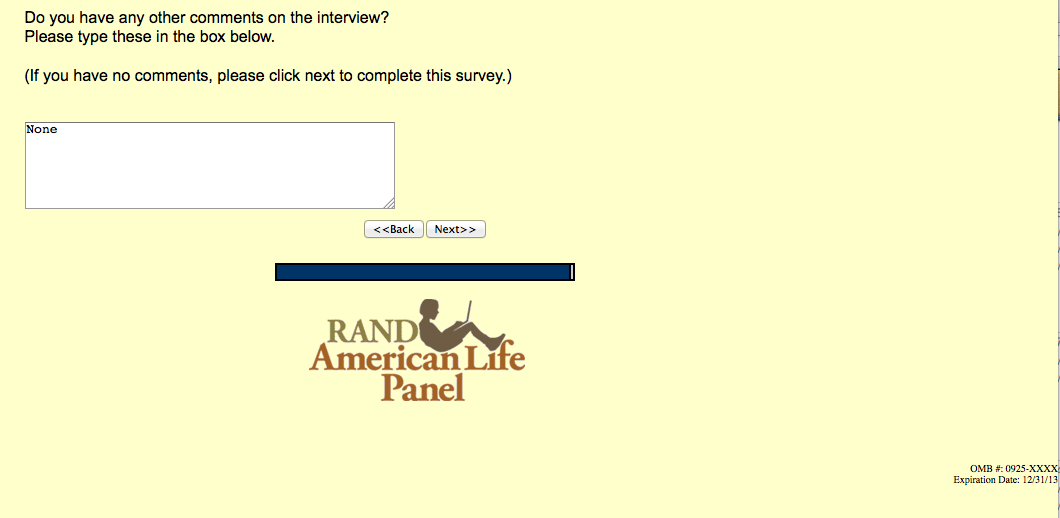 Do you have any other comments on the interview?
Please type these in the box below.
(If you have no comments, please click next to complete this survey.)
None
<<Back Next>>
RAND
American Life
Panel
OMB #: 0925-XXXX
Expiration Date: 12/31/13